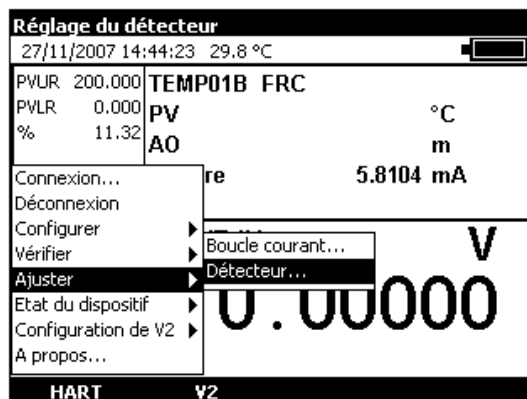 Réglage du détecteur
27/11/2007 14:44:23 29.8 °C
PVUR 200.000
PVLR 0.000
% 11.32
TEMP01B FRC
PV °C
AO m
re 5.8104 mA
Connexion...
Déconnexion
Configurer
Vérifier
Ajuster
Etat du dispositif
Configuration de V2
A propos...
Boucle courant...
Détecteur...
V
0.00000
HART V2